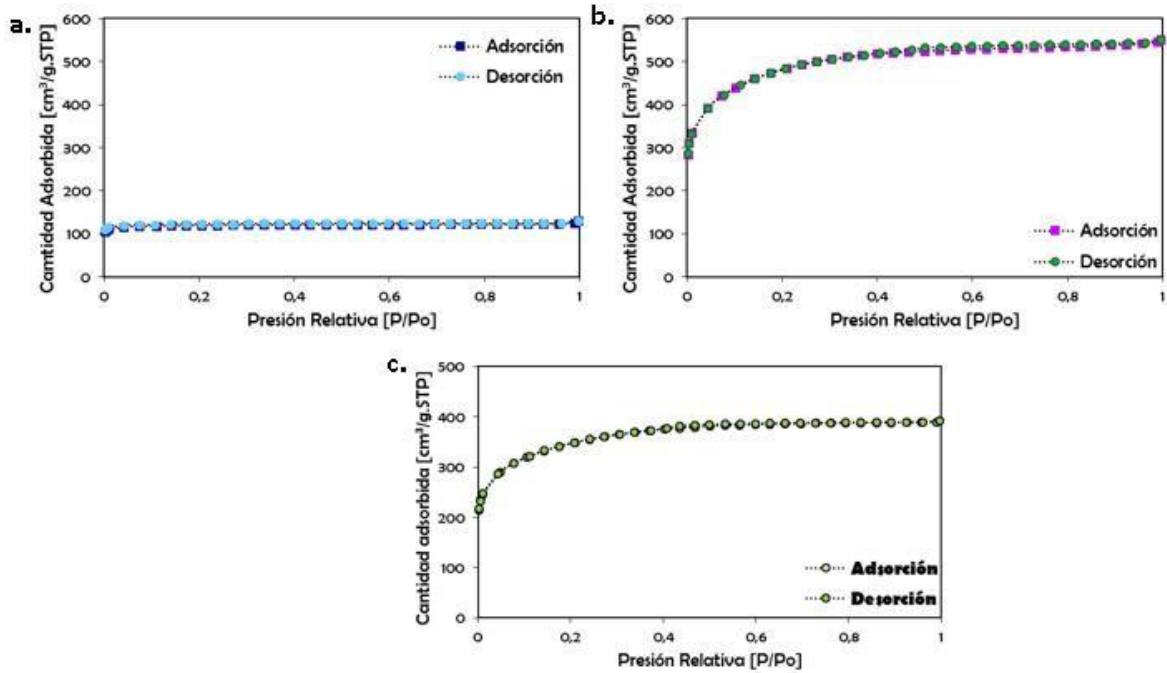 a.
Camtidad Adsorbida [cm³/g.STP]
600
500
400
300
200
100
0
Adsorción
Desorción
0
0,2
0,4
0,6
0,8
1
Presión Relativa [P/Po]
b.
Camtidad Adsorbida [cm³/g.STP]
600
500
400
300
200
100
0
Adsorción
Desorción
0
0,2
0,4
0,6
0,8
1
Presión Relativa [P/Po]
c.
Cantidad adsorbida [cm³/g.STP]
500
400
300
200
100
0
Adsorción
Desorción
0
0,2
0,4
0,6
0,8
1
Presión Relativa [P/Po]